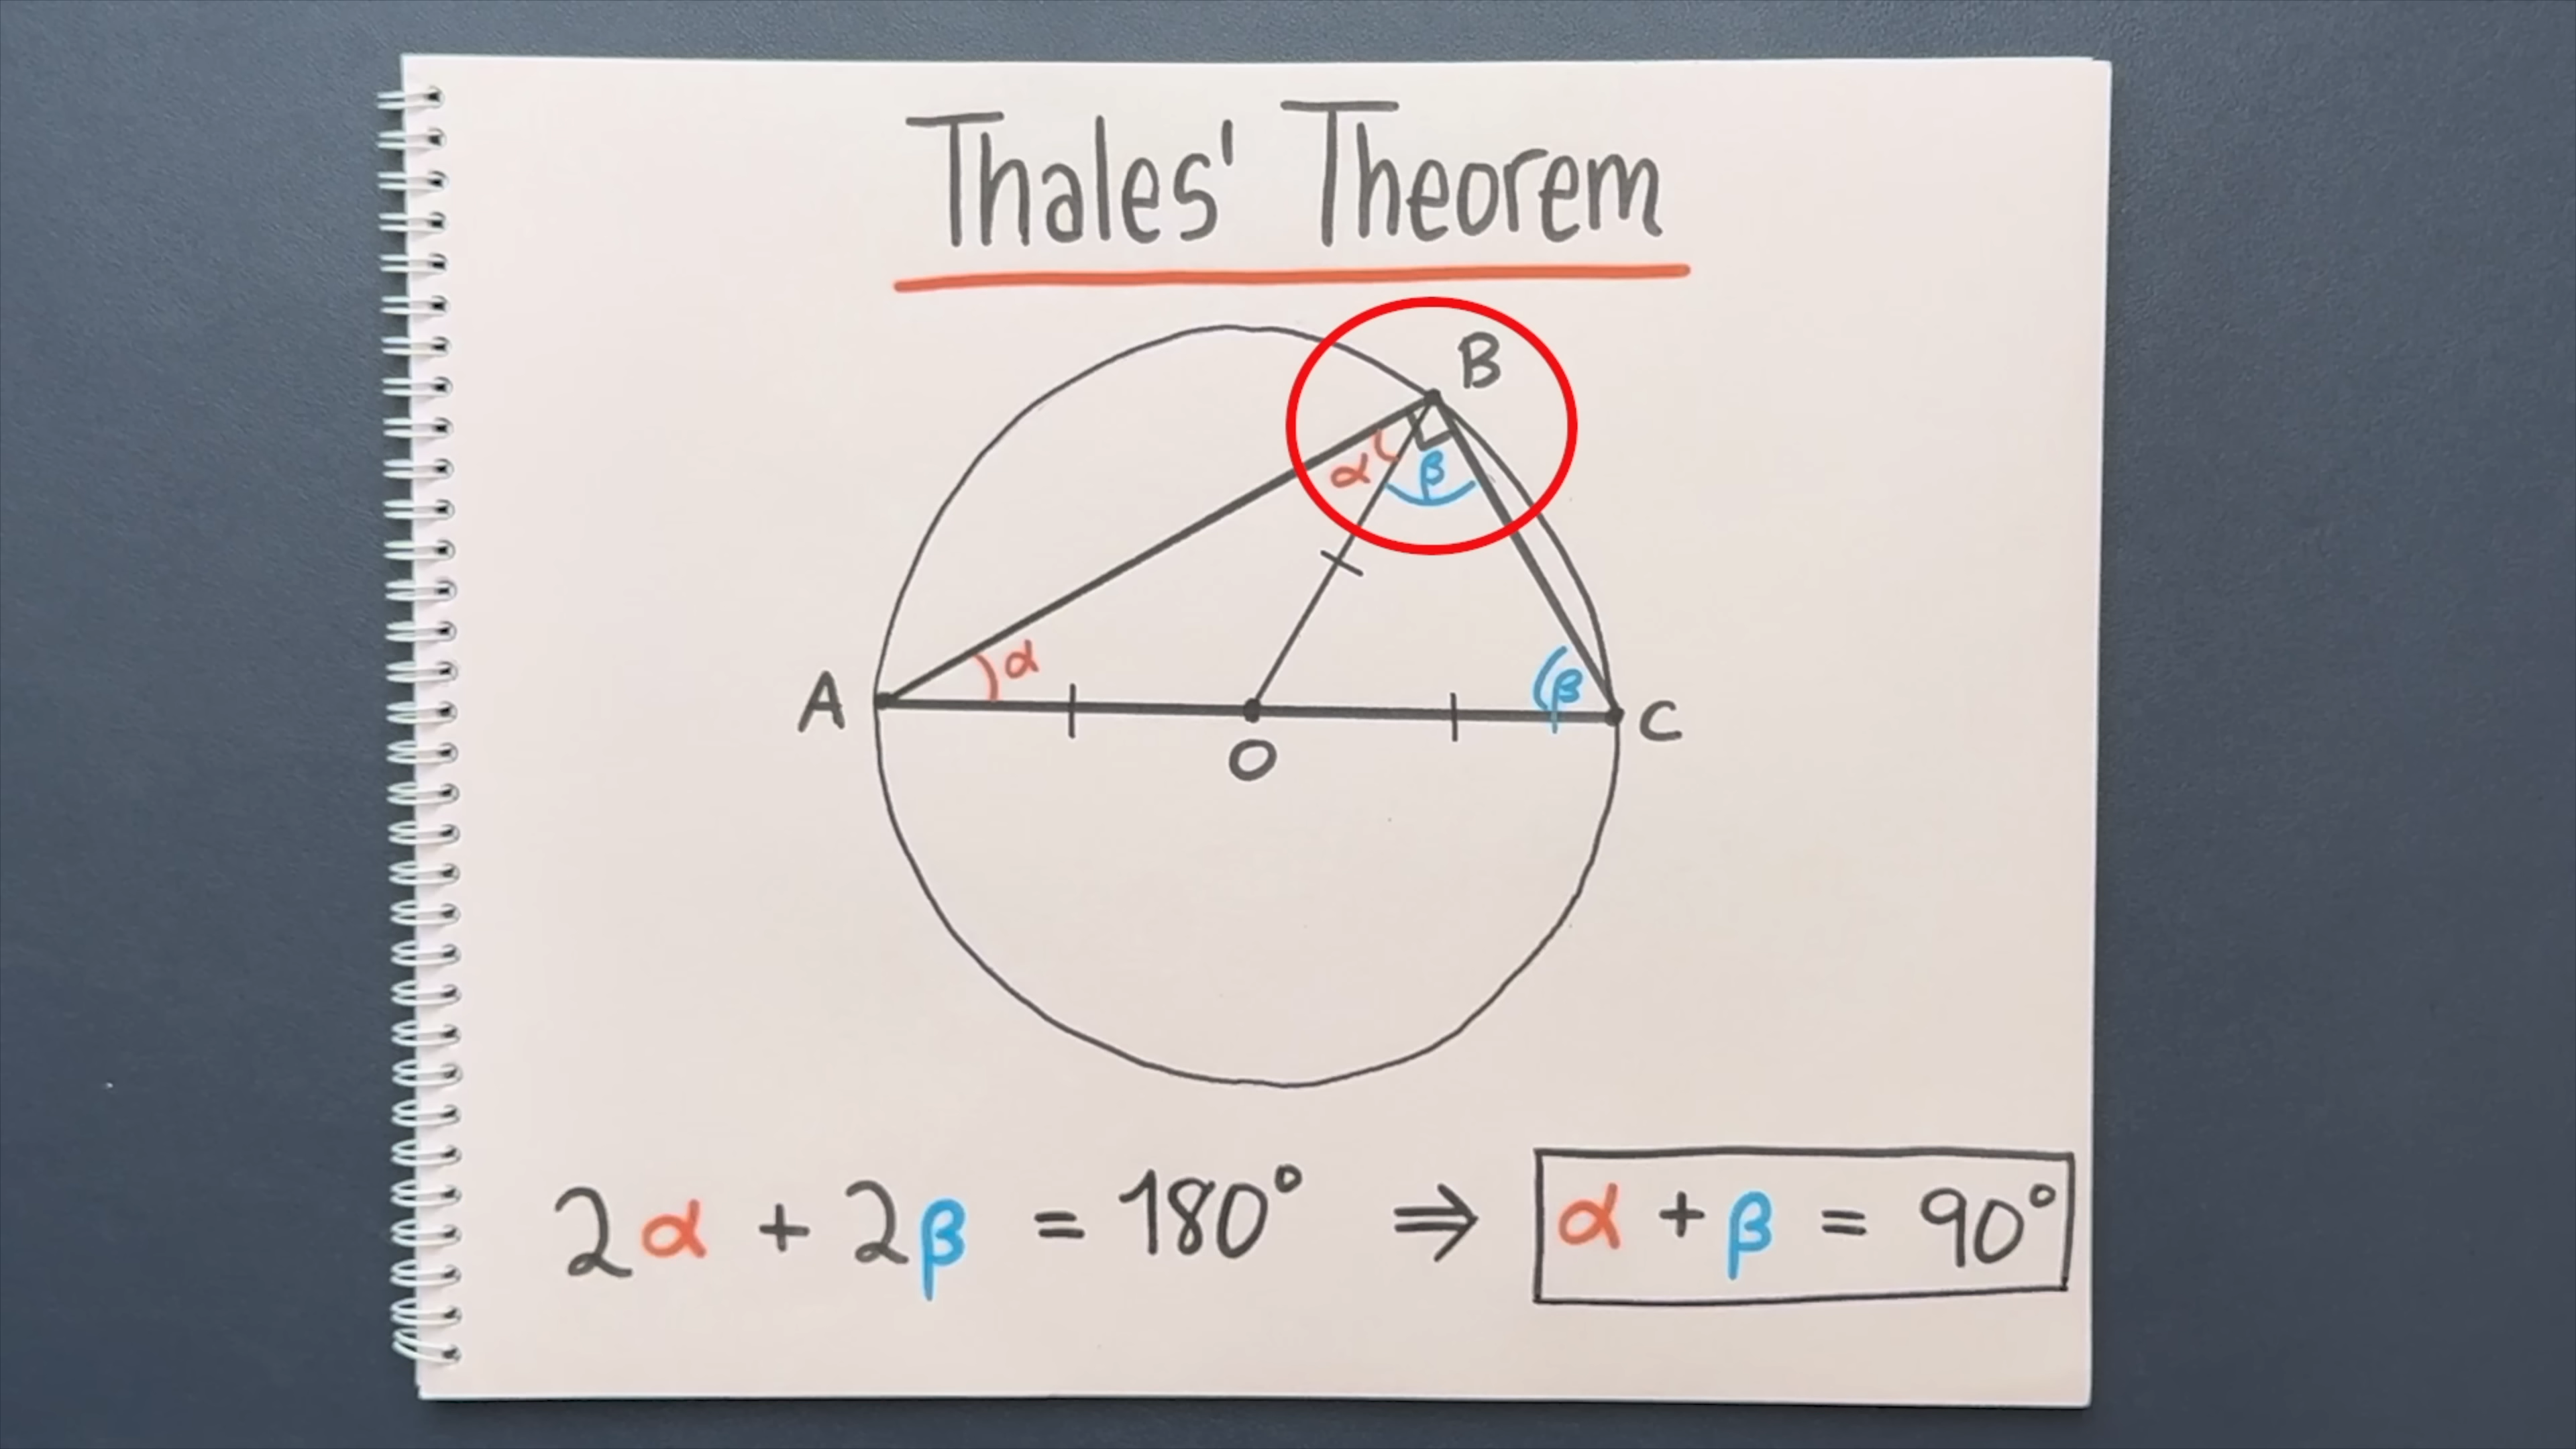 Thales' Theorem
B
α β
α
β
A
C
O
2α + 2β = 180° ⇒ α + β = 90°